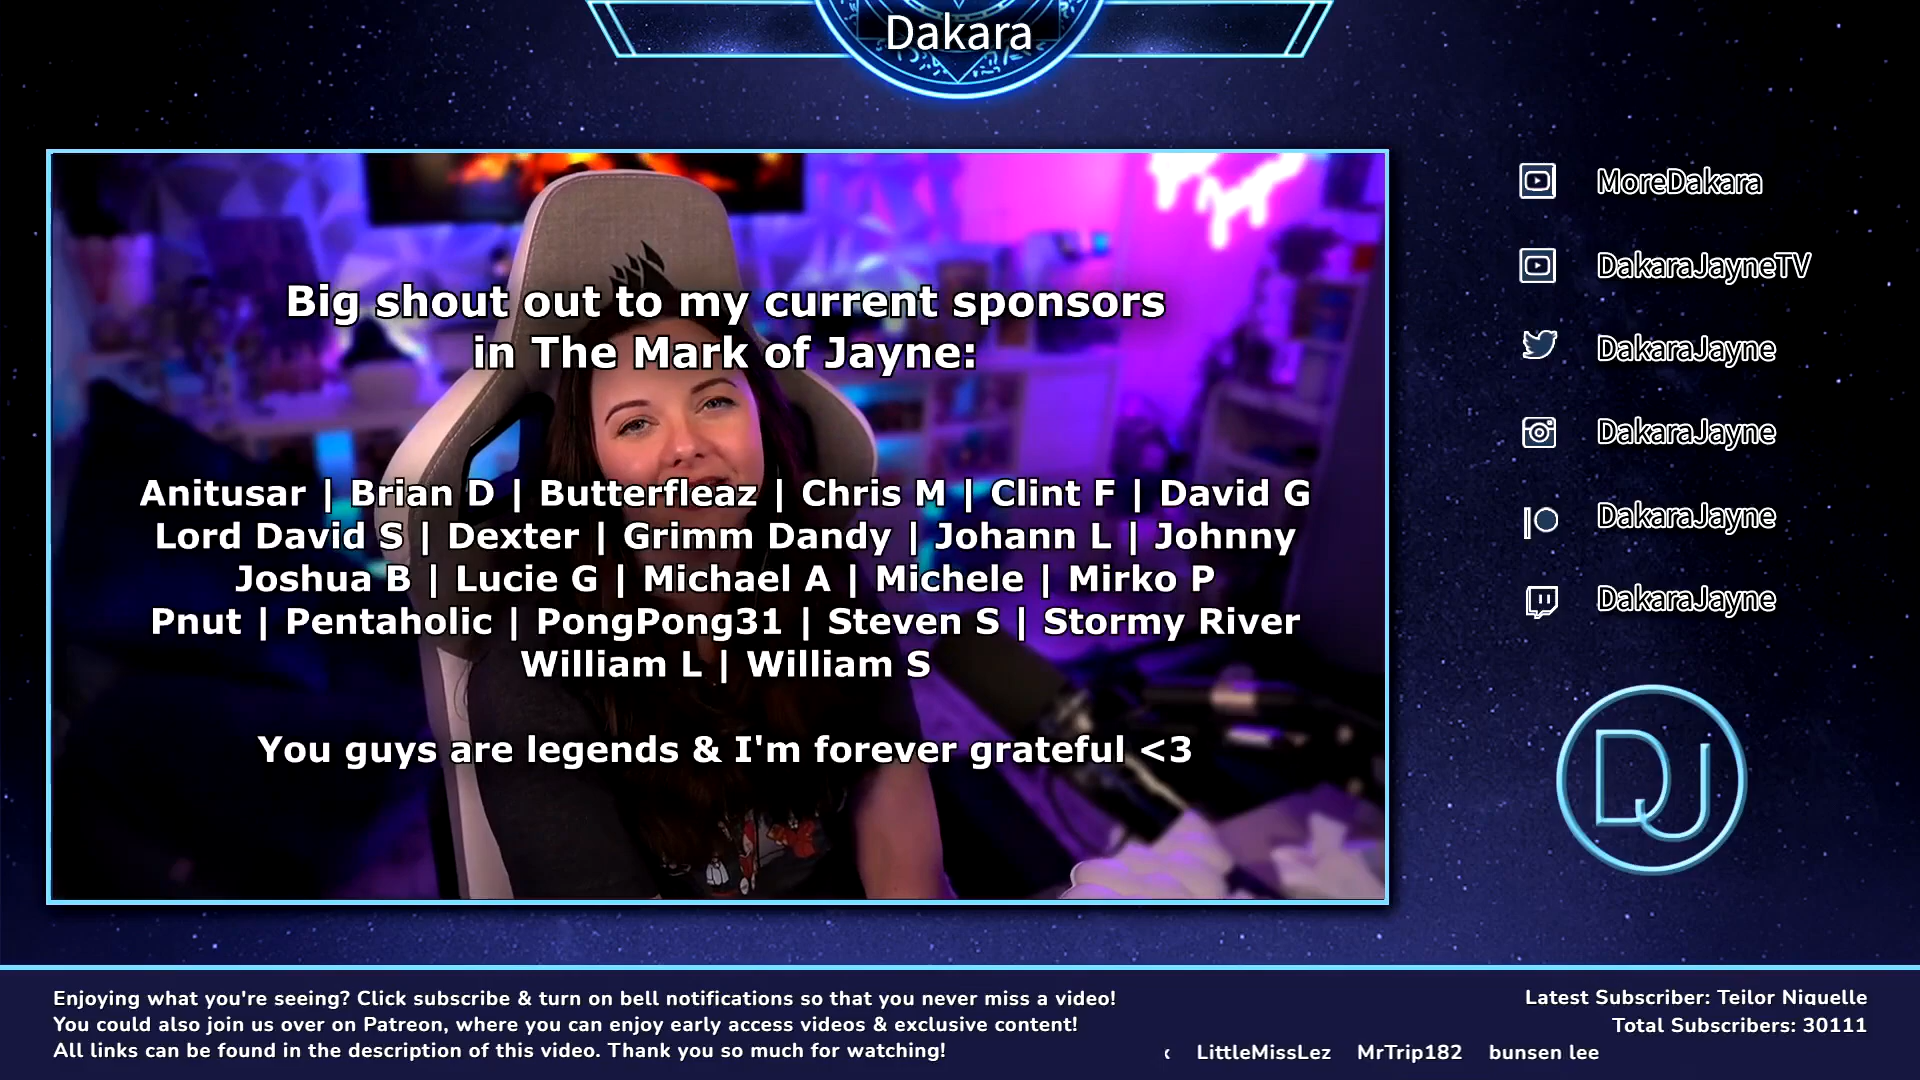 Dakara
Big shout out to my current sponsors
in The Mark of Jayne:
Anitusar | Brian D | Butterfleaz | Chris M | Clint F | David G
Lord David S | Dexter | Grimm Dandy | Johann L | Johnny
Joshua B | Lucie G | Michael A | Michele | Mirko P
Pnut | Pentaholic | PongPong31 | Steven S | Stormy River
William L | William S
You guys are legends & I'm forever grateful <3
MoreDakara
DakaraJayneTV
DakaraJayne
DakaraJayne
DakaraJayne
DakaraJayne
DJ
Enjoying what you're seeing? Click subscribe & turn on bell notifications so that you never miss a video!
You could also join us over on Patreon, where you can enjoy early access videos & exclusive content!
All links can be found in the description of this video. Thank you so much for watching!
Latest Subscriber: Teilor Niquelle
Total Subscribers: 30111
LittleMissLez MrTrip182 bunsen lee